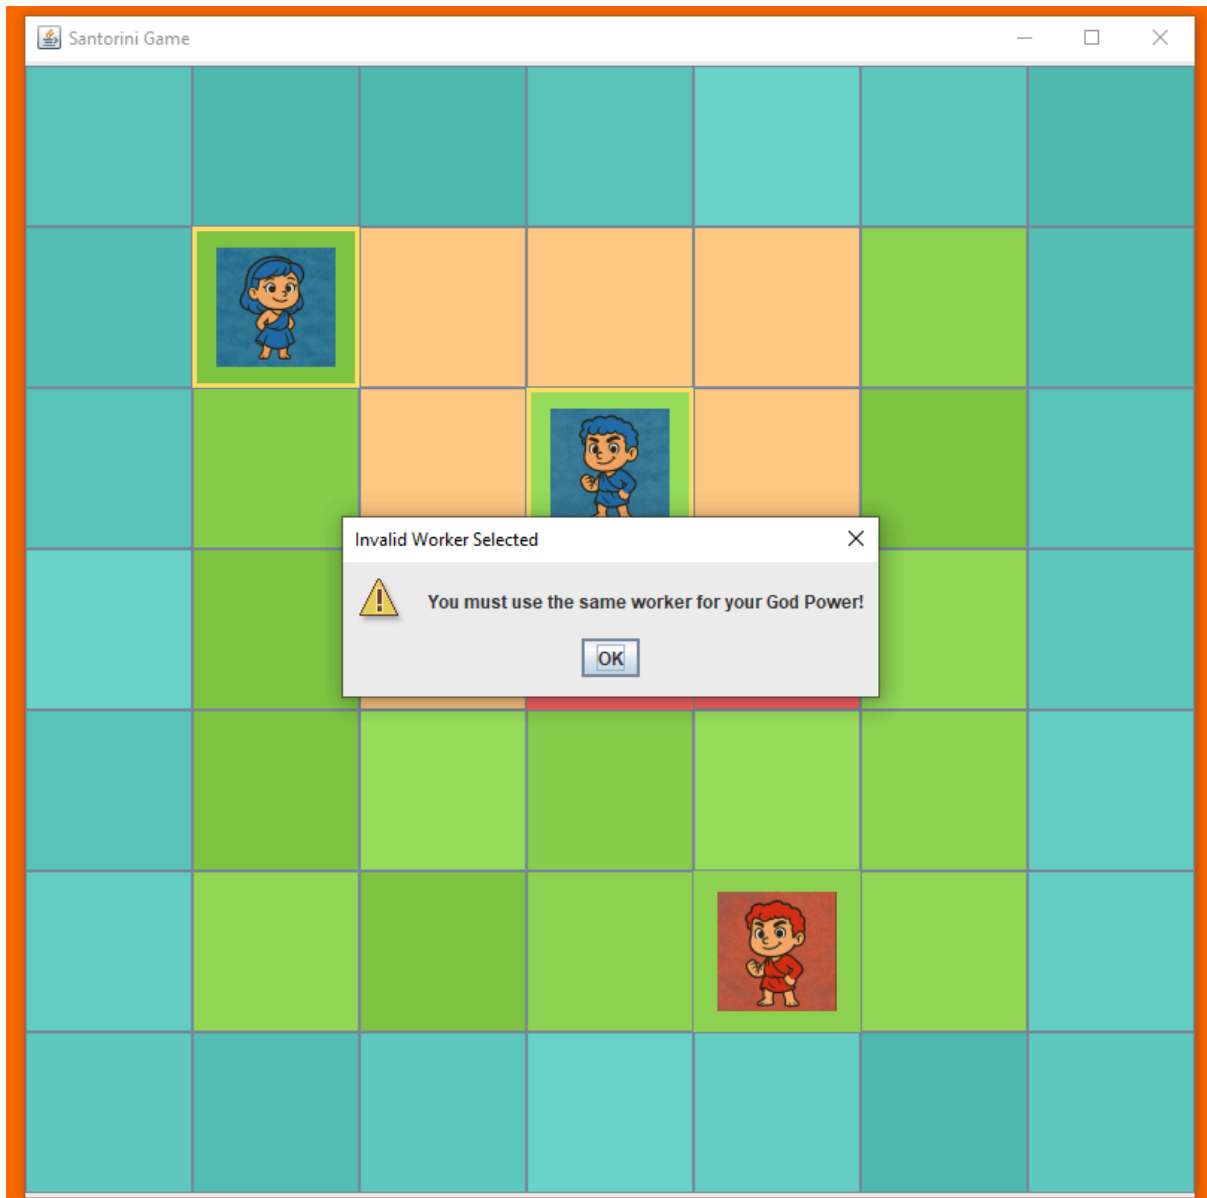 Santorini Game
Invalid Worker Selected
You must use the same worker for your God Power!
OK